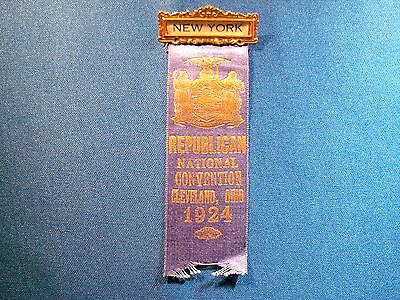 NEW YORK
REPUBLICAN
NATIONAL
CONVENTION
CLEVELAND, OHIO
1924